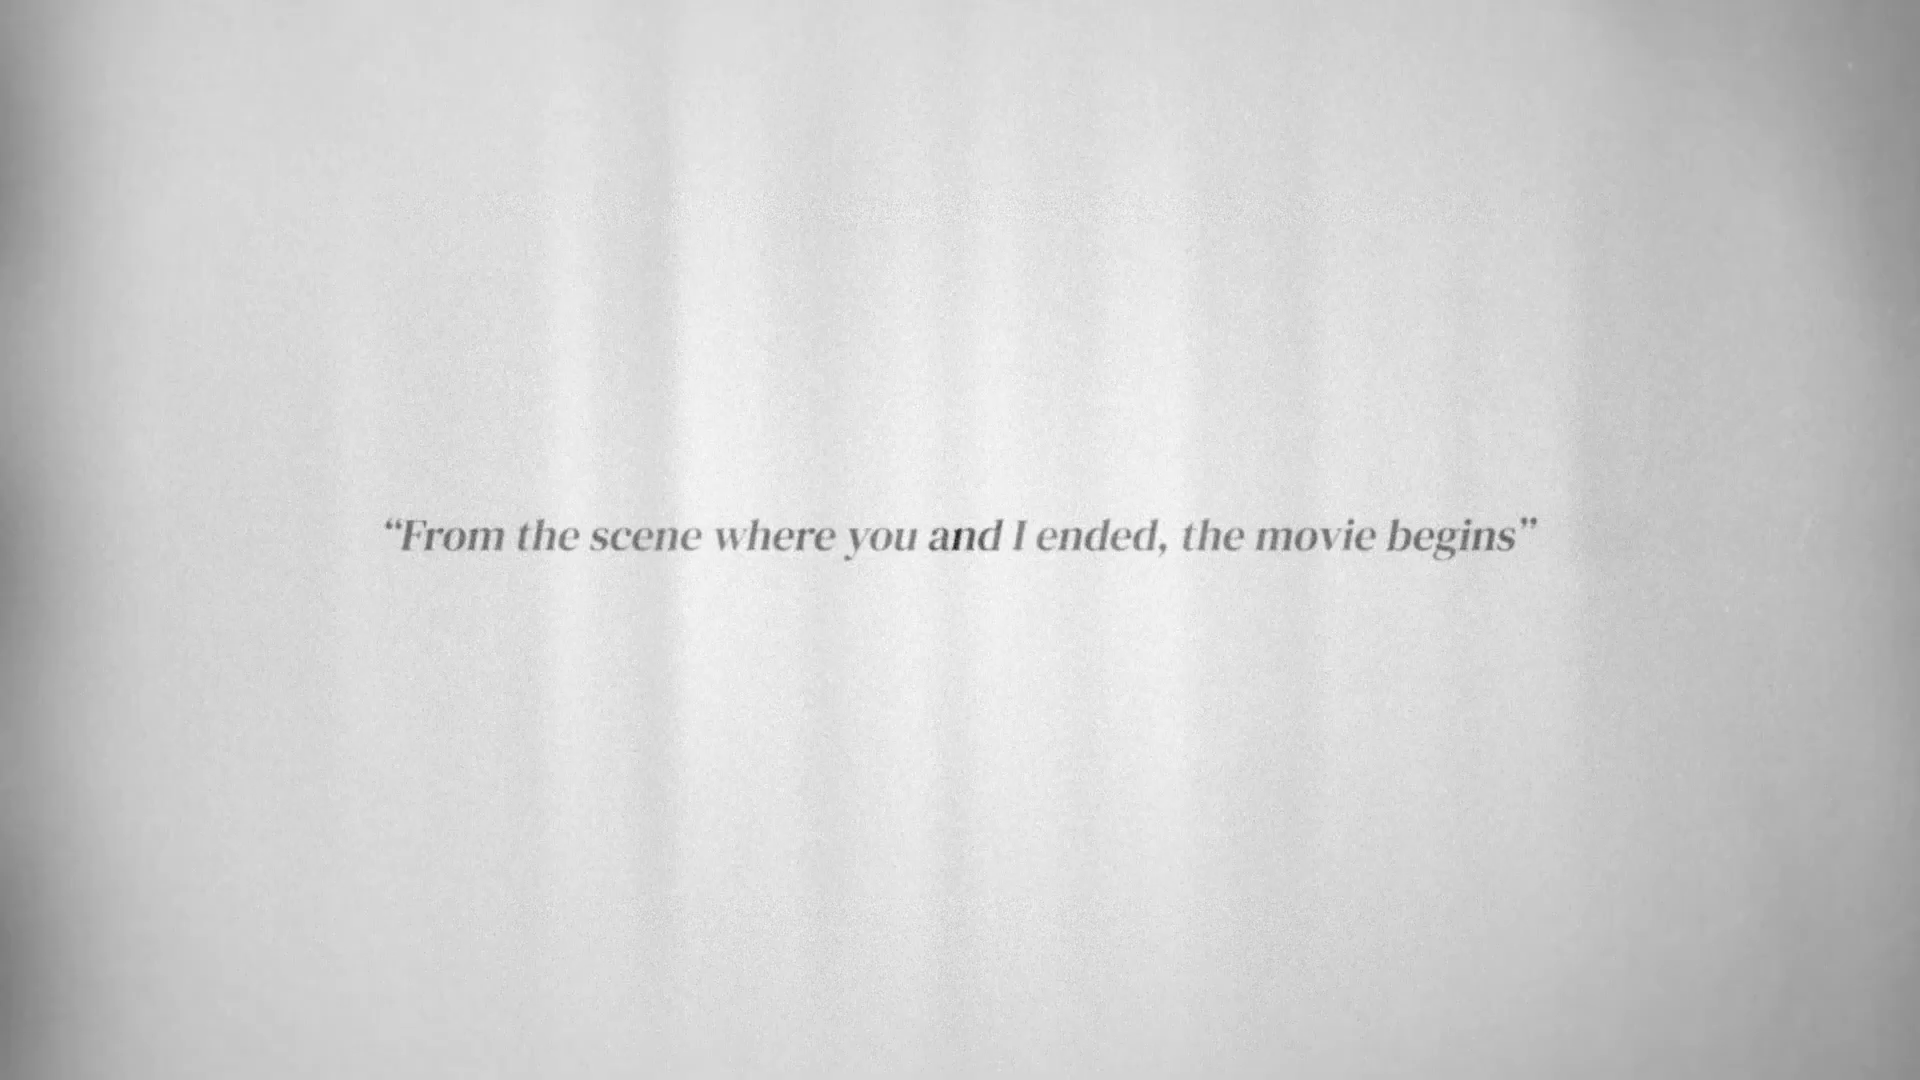 “From the scene where you and I ended, the movie begins”